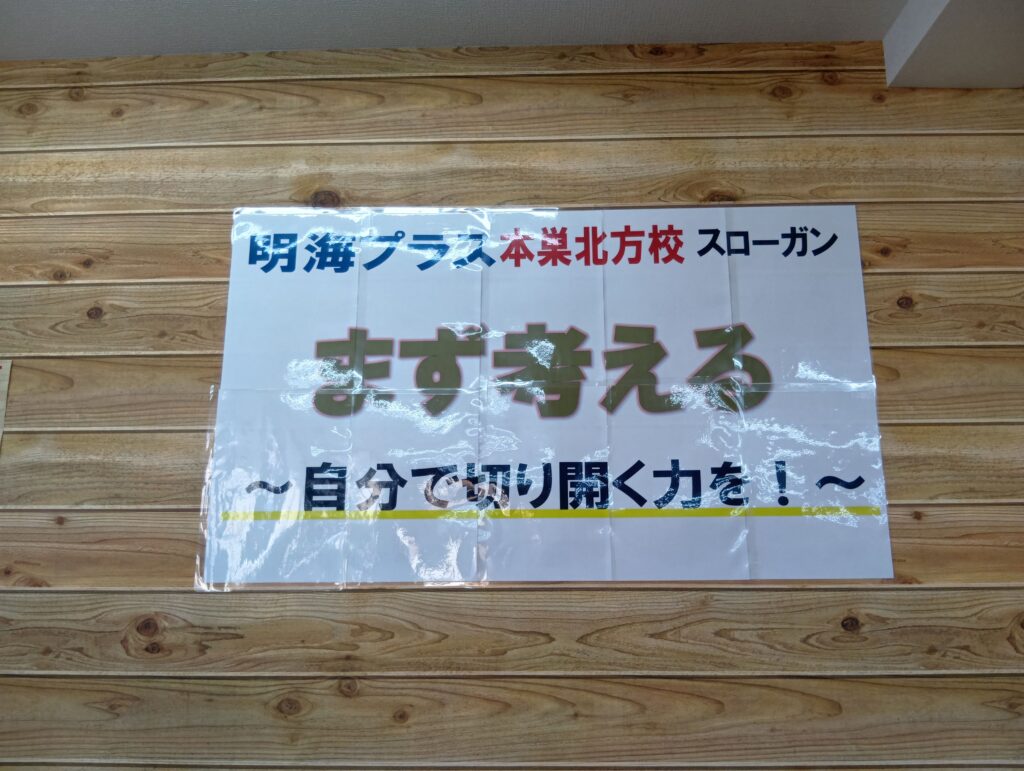 明海プラス本巣北方校 スローガン
まず考える
～自分で切り開く力を！～